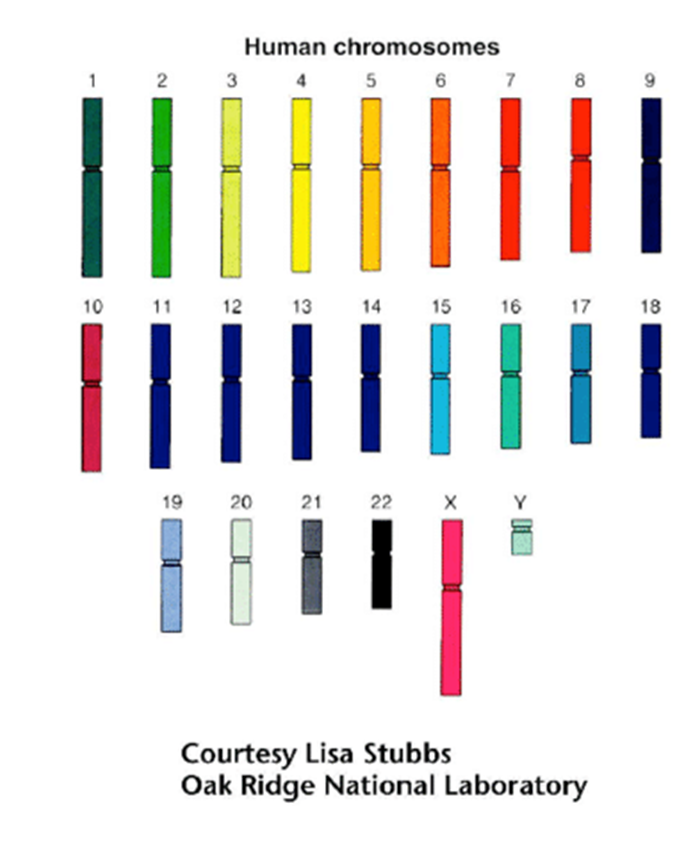 Human chromosomes
1 2 3 4 5 6 7 8 9
10 11 12 13 14 15 16 17 18
19 20 21 22 X Y
Courtesy Lisa Stubbs
Oak Ridge National Laboratory